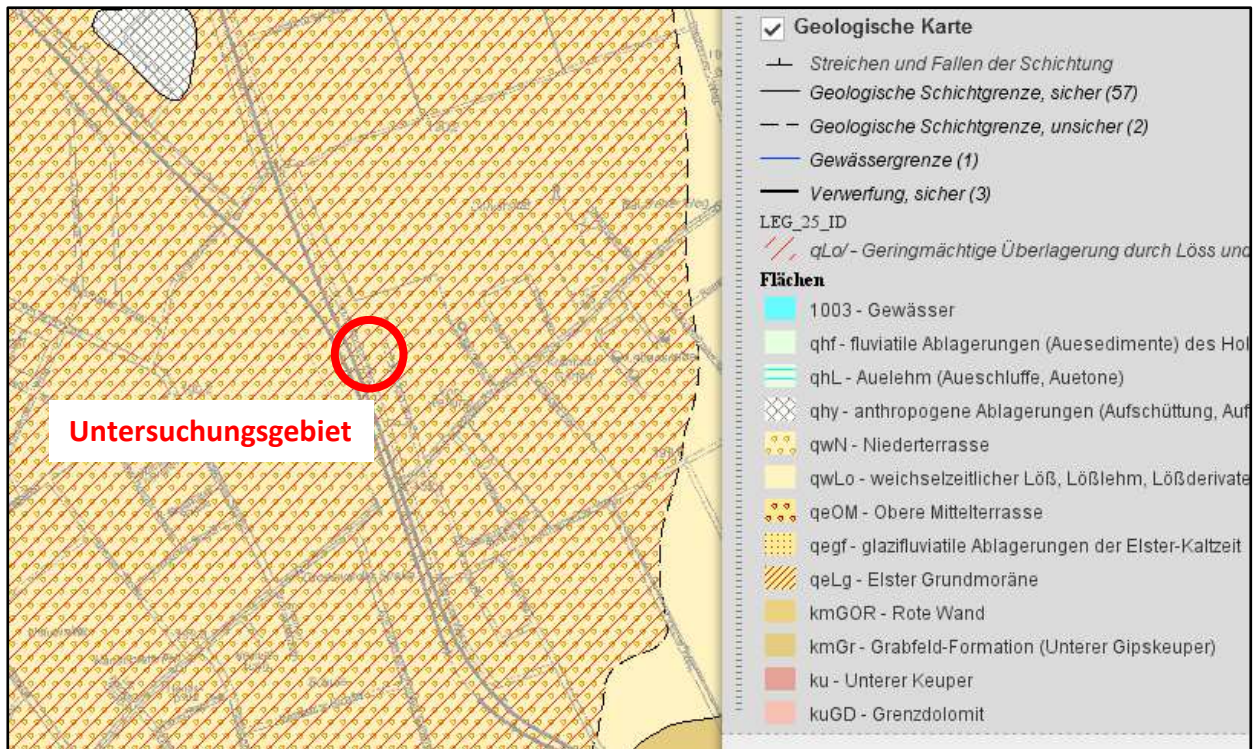 Untersuchungsgebiet
Geologische Karte
Streichen und Fallen der Schichtung
Geologische Schichtgrenze, sicher (57)
Geologische Schichtgrenze, unsicher (2)
Gewässergrenze (1)
Verwerfung, sicher (3)
LEG_25_ID
qLo/ - Geringmächtige Überlagerung durch Löss und
Flächen
1003 - Gewässer
qhf - fluviatile Ablagerungen (Auesedimente) des Hol
qhL - Auelehm (Aueschluffe, Auetone)
qhy - anthropogene Ablagerungen (Aufschüttung, Auf
qwN - Niederterrasse
qwLo - weichselzeitlicher Löß, Lößlehm, Lößderivate
qeOM - Obere Mittelterrasse
qegf - glazifluviatile Ablagerungen der Elster-Kaltzeit
qeLg - Elster Grundmoräne
kmGOR - Rote Wand
kmGr - Grabfeld-Formation (Unterer Gipskeuper)
ku - Unterer Keuper
kuGD - Grenzdolomit